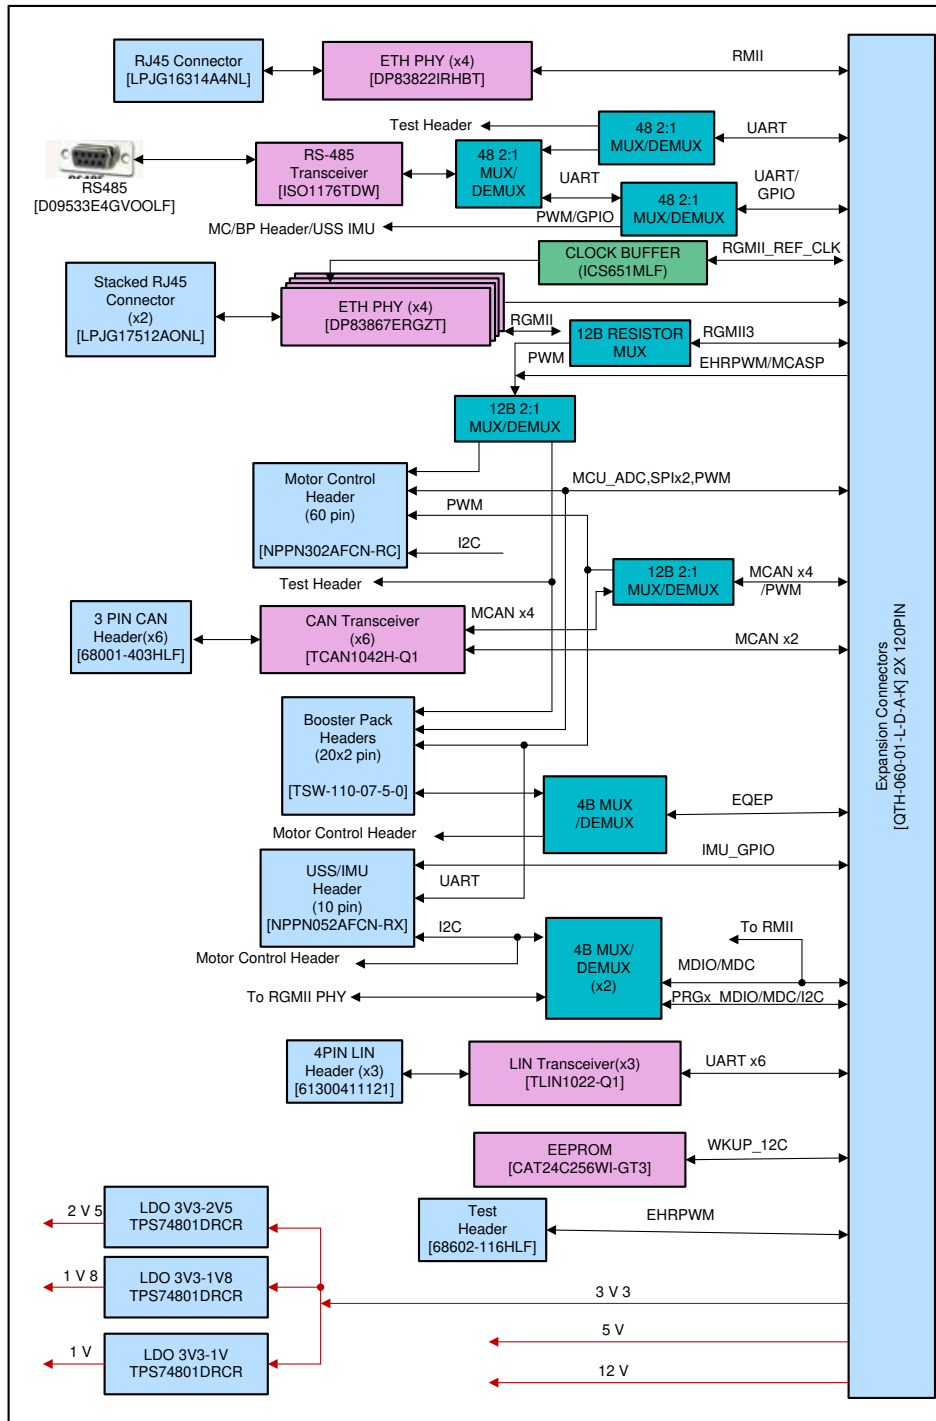 RJ45 Connector
[LPJG16314A4NL]
ETH PHY (x4)
[DP83822IRHBT]
RMII
Test Header
48 2:1
MUX/DEMUX
UART
RS485
[D09533E4GVOOLF]
RS-485
Transceiver
[ISO1176TDW]
48 2:1
MUX/
DEMUX
UART
48 2:1
MUX/DEMUX
UART/
GPIO
PWM/GPIO
MC/BP Header/USS IMU
CLOCK BUFFER
(ICS651MLF)
RGMII_REF_CLK
Stacked RJ45
Connector
(x2)
[LPJG17512AONL]
ETH PHY (x4)
[DP83867ERGZT]
RGMII
12B RESISTOR
MUX
RGMII3
PWM
EHRPWM/MCASP
12B 2:1
MUX/DEMUX
Motor Control
Header
(60 pin)
[NPPN302AFCN-RC]
MCU_ADC,SPIx2,PWM
PWM
I2C
Test Header
12B 2:1
MUX/DEMUX
MCAN x4
/PWM
3 PIN CAN
Header(x6)
[68001-403HLF]
CAN Transceiver
(x6)
[TCAN1042H-Q1
MCAN x4
MCAN x2
Expansion Connectors
[QTH-060-01-L-D-A-K] 2X 120PIN
Booster Pack
Headers
(20x2 pin)
[TSW-110-07-5-0]
4B MUX
/DEMUX
EQEP
Motor Control Header
USS/IMU
Header
(10 pin)
[NPPN052AFCN-RX]
IMU_GPIO
UART
I2C
Motor Control Header
4B MUX/
DEMUX
(x2)
To RMII
MDIO/MDC
PRGx_MDIO/MDC/I2C
To RGMII PHY
4PIN LIN
Header (x3)
[61300411121]
LIN Transceiver(x3)
[TLIN1022-Q1]
UART x6
EEPROM
[CAT24C256WI-GT3]
WKUP_12C
Test
Header
[68602-116HLF]
EHRPWM
2 V 5
LDO 3V3-2V5
TPS74801DRCR
1 V 8
LDO 3V3-1V8
TPS74801DRCR
3 V 3
1 V
LDO 3V3-1V
TPS74801DRCR
5 V
12 V